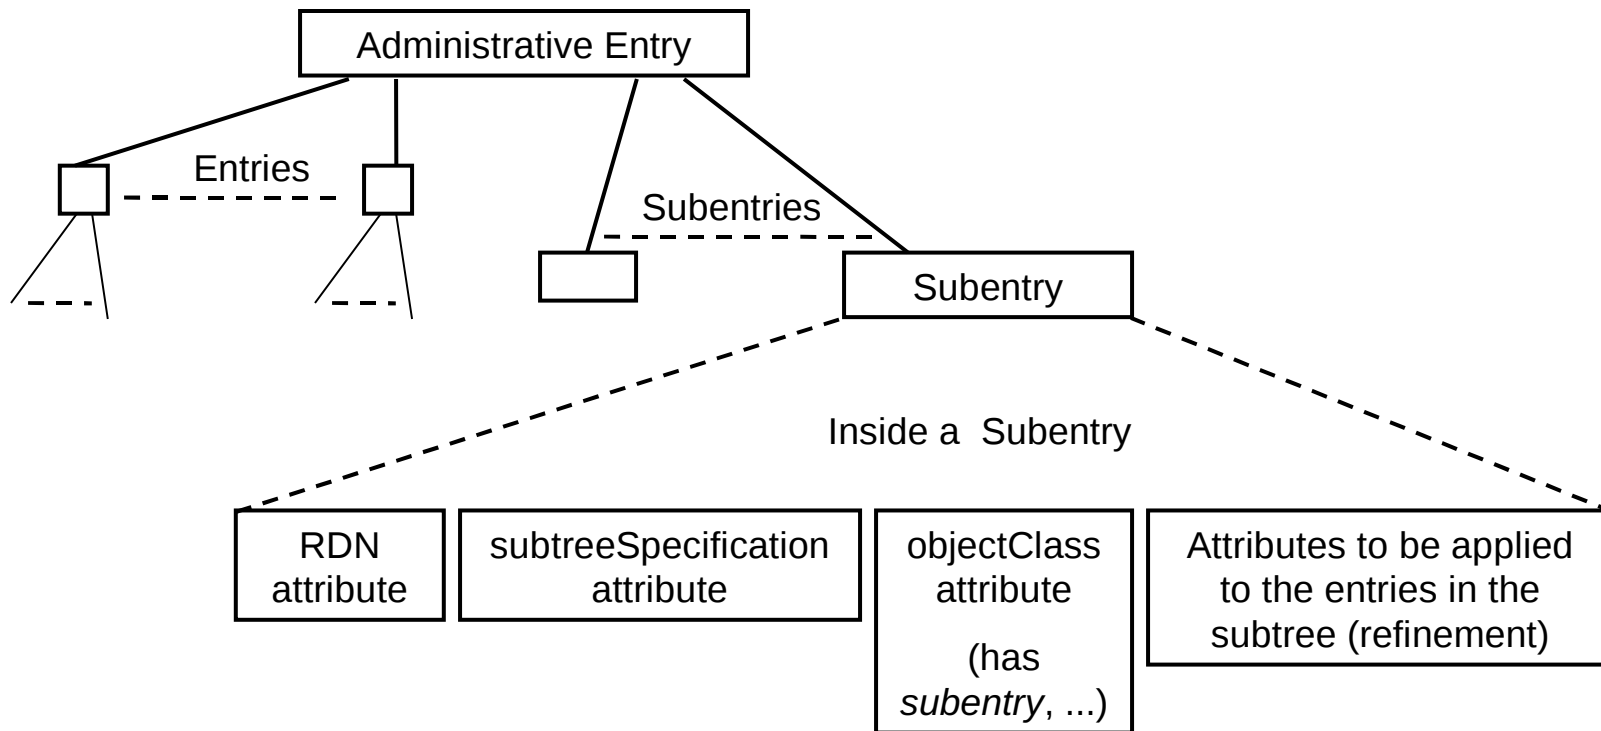 Administrative Entry
Entries
Subentries
Subentry
Inside a  Subentry
RDN
attribute
subtreeSpecification
attribute
objectClass
attribute
(has
subentry, ...)
Attributes to be applied
to the entries in the
subtree (refinement)